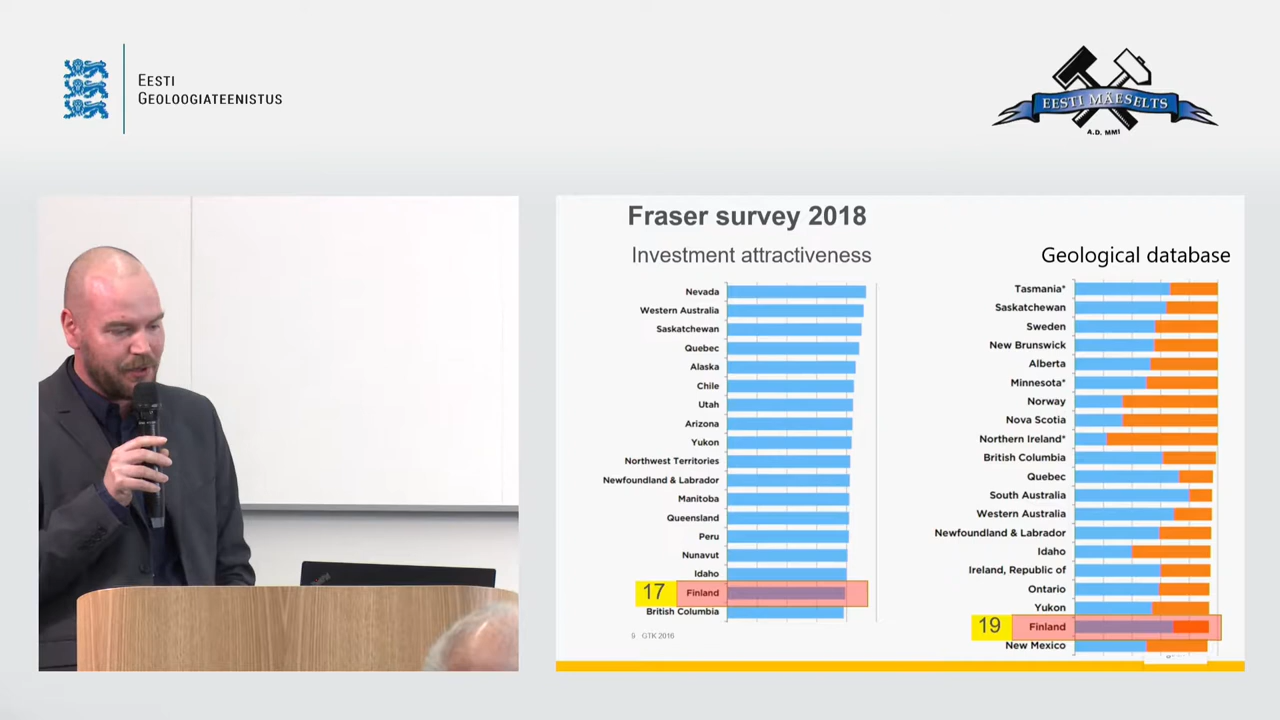 EESTI
GEOLOOGIATEENISTUS
EESTI MÄESELTS
A.D. MMI
Fraser survey 2018
Investment attractiveness
Nevada
Western Australia
Saskatchewan
Quebec
Alaska
Chile
Utah
Arizona
Yukon
Northwest Territories
Newfoundland & Labrador
Manitoba
Queensland
Peru
Nunavut
Idaho
17 Finland
British Columbia
9 GTK 2016
Geological database
Tasmania*
Saskatchewan
Sweden
New Brunswick
Alberta
Minnesota*
Norway
Nova Scotia
Northern Ireland*
British Columbia
Quebec
South Australia
Western Australia
Newfoundland & Labrador
Idaho
Ireland, Republic of
Ontario
Yukon
19 Finland
New Mexico